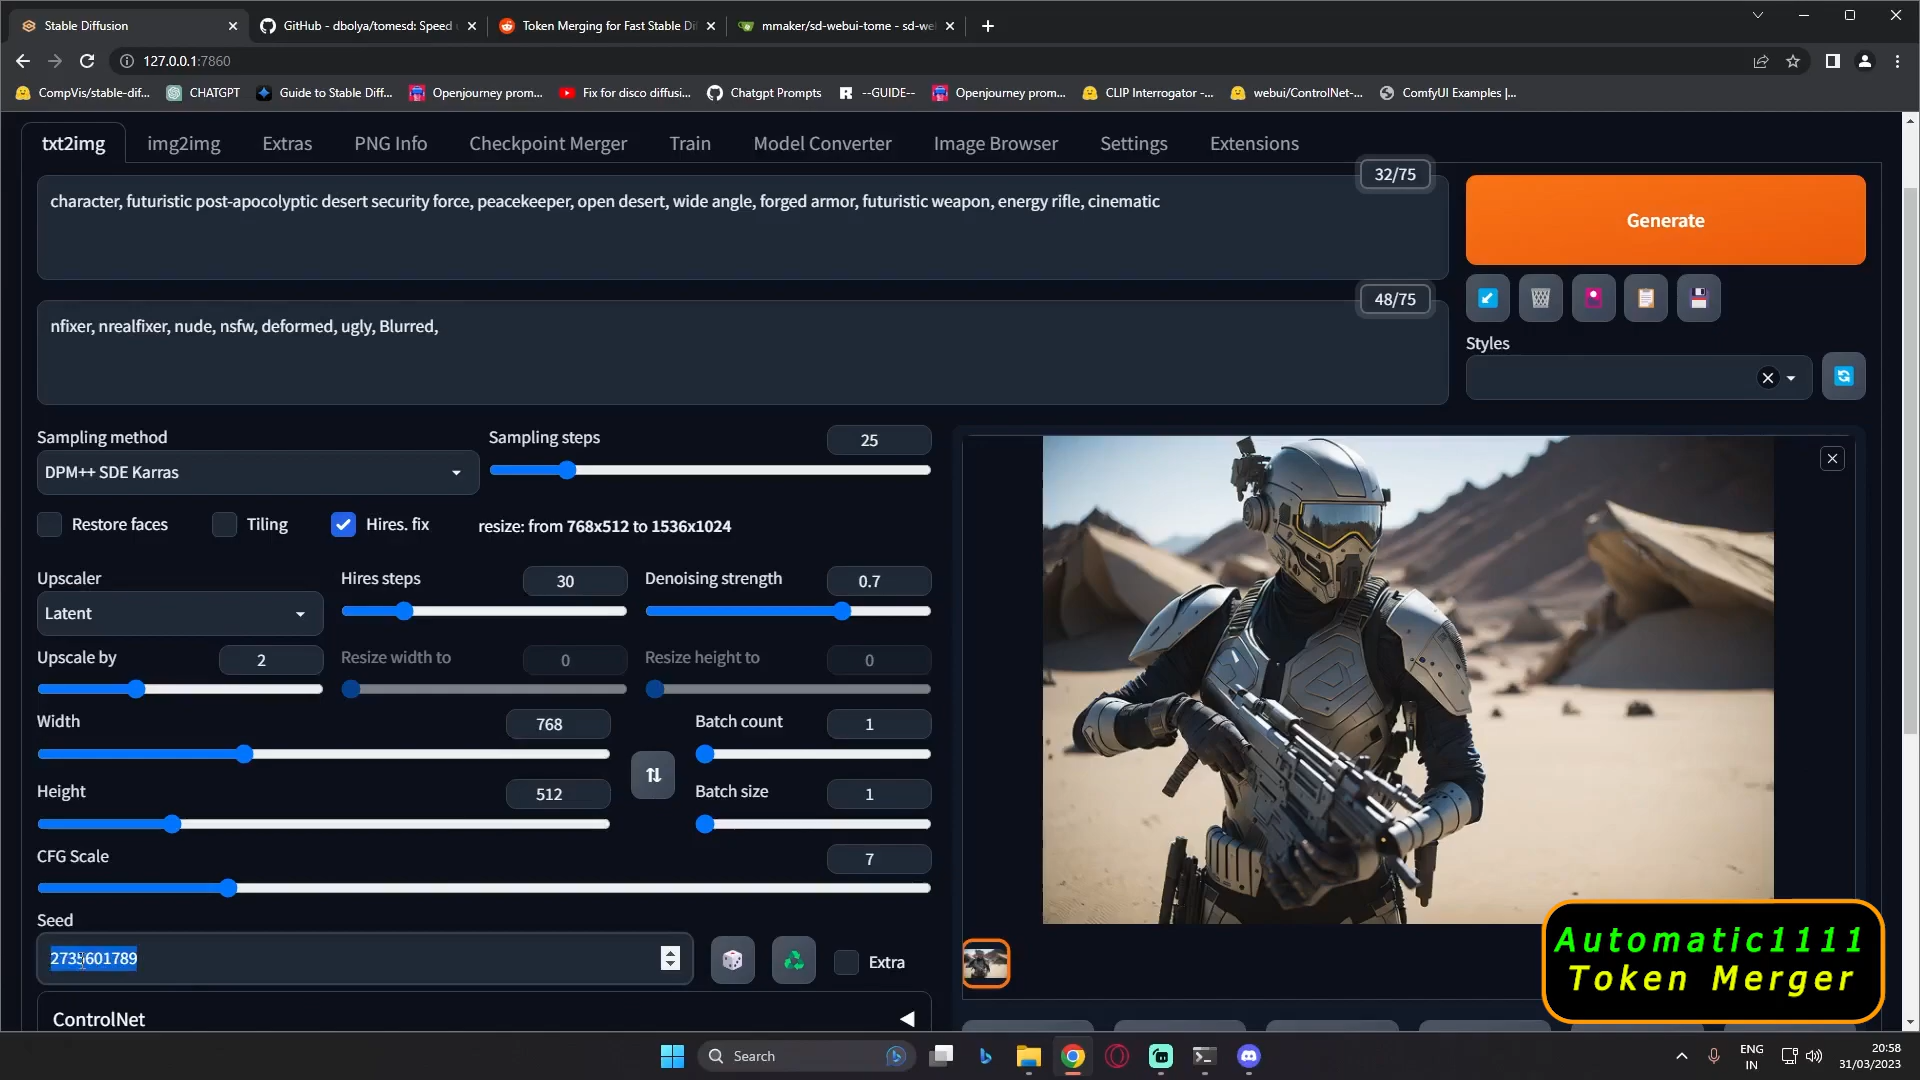 Stable Diffusion
GitHub - dbolya/tomesd: Speed
Token Merging for Fast Stable Di
mmaker/sd-webui-tome - sd-we
127.0.0.1:7860
CompVis/stable-dif...
CHATGPT
Guide to Stable Diff...
Openjourney prom...
Fix for disco diffusi...
Chatgpt Prompts
--GUIDE--
Openjourney prom...
CLIP Interrogator -...
webui/ControlNet-...
ComfyUI Examples |...
txt2img
img2img
Extras
PNG Info
Checkpoint Merger
Train
Model Converter
Image Browser
Settings
Extensions
32/75
character, futuristic post-apocolyptic desert security force, peacekeeper, open desert, wide angle, forged armor, futuristic weapon, energy rifle, cinematic
Generate
48/75
nfixer, nrealfixer, nude, nsfw, deformed, ugly, Blurred,
Styles
Sampling method
DPM++ SDE Karras
Sampling steps
25
Restore faces
Tiling
Hires. fix
resize: from 768x512 to 1536x1024
Upscaler
Latent
Hires steps
30
Denoising strength
0.7
Upscale by
2
Resize width to
0
Resize height to
0
Width
768
Batch count
1
Height
512
Batch size
1
CFG Scale
7
Seed
Extra
ControlNet
Automatic1111
Token Merger
Search
ENG
IN
20:58
31/03/2023